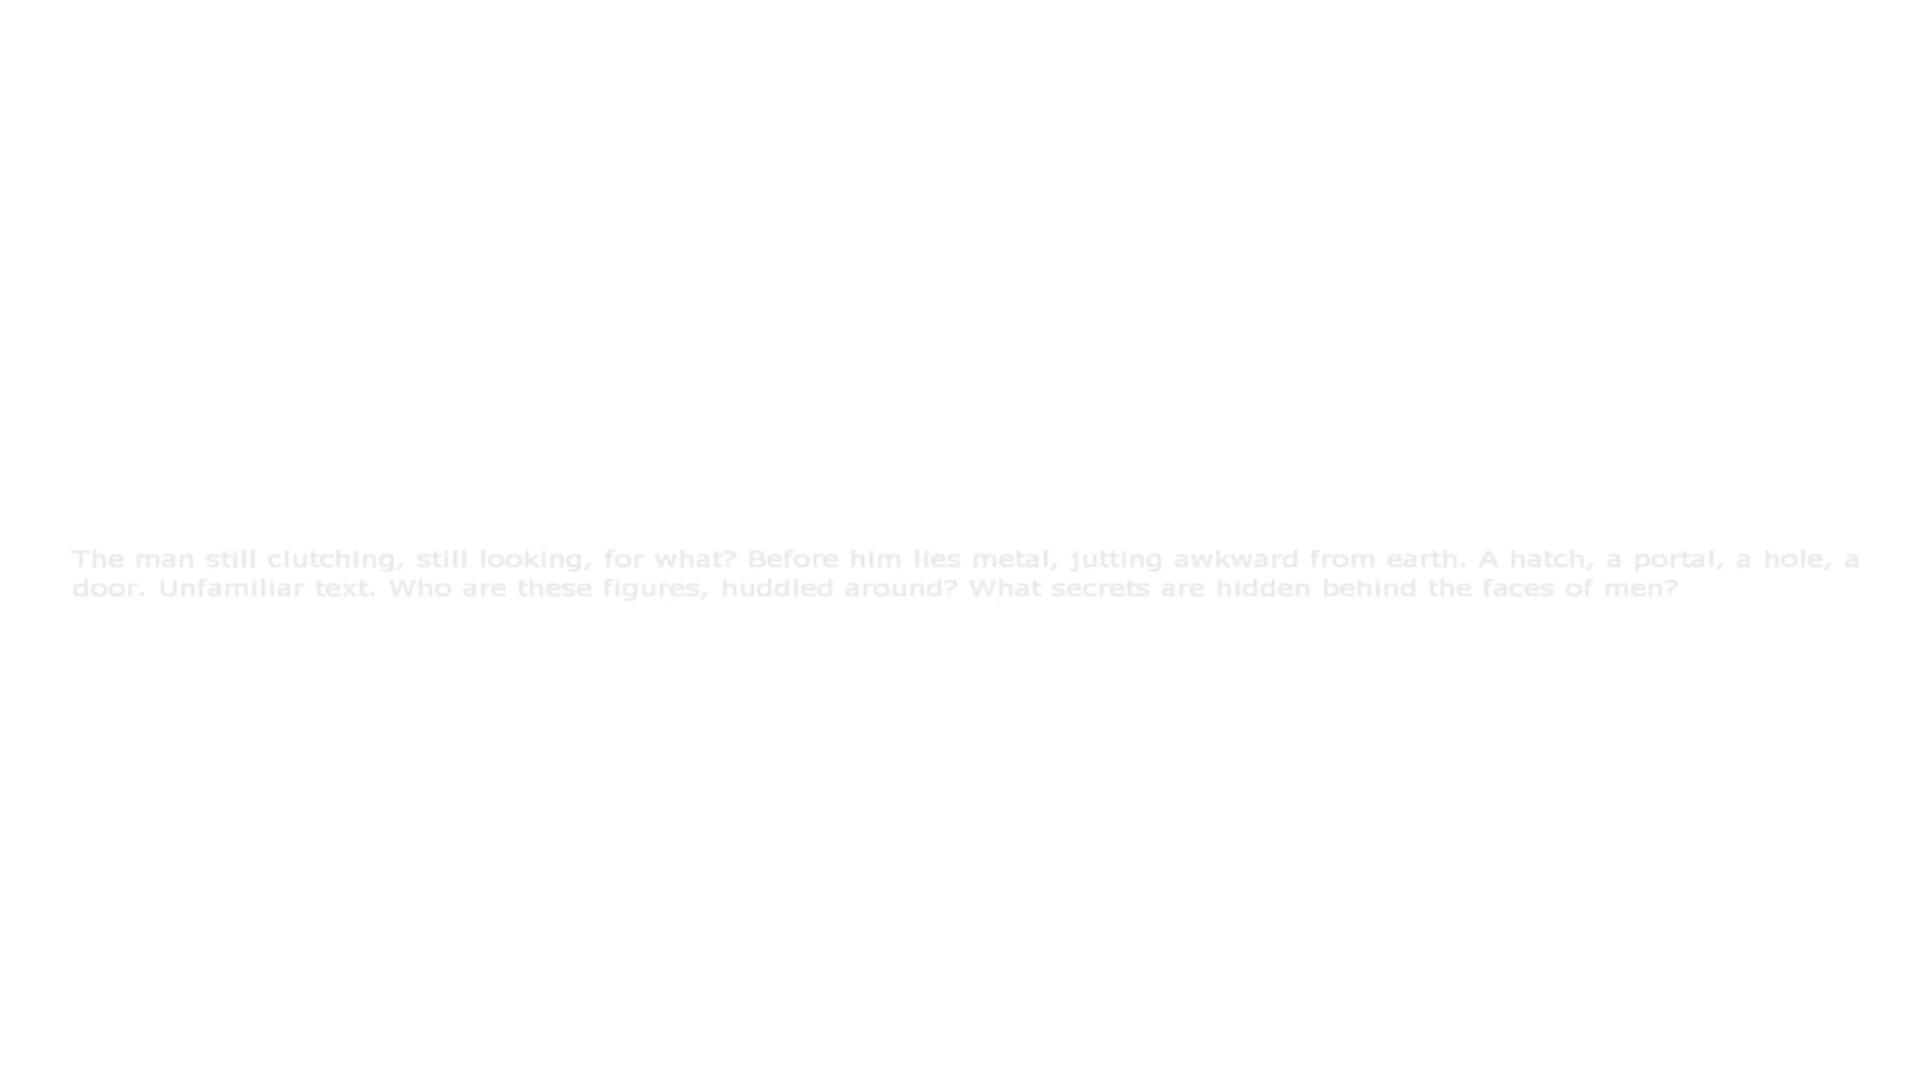 The man still clutching, still looking, for what? Before him lies metal, jutting awkward from earth. A hatch, a portal, a hole, a
door. Unfamiliar text. Who are these figures, huddled around? What secrets are hidden behind the faces of men?